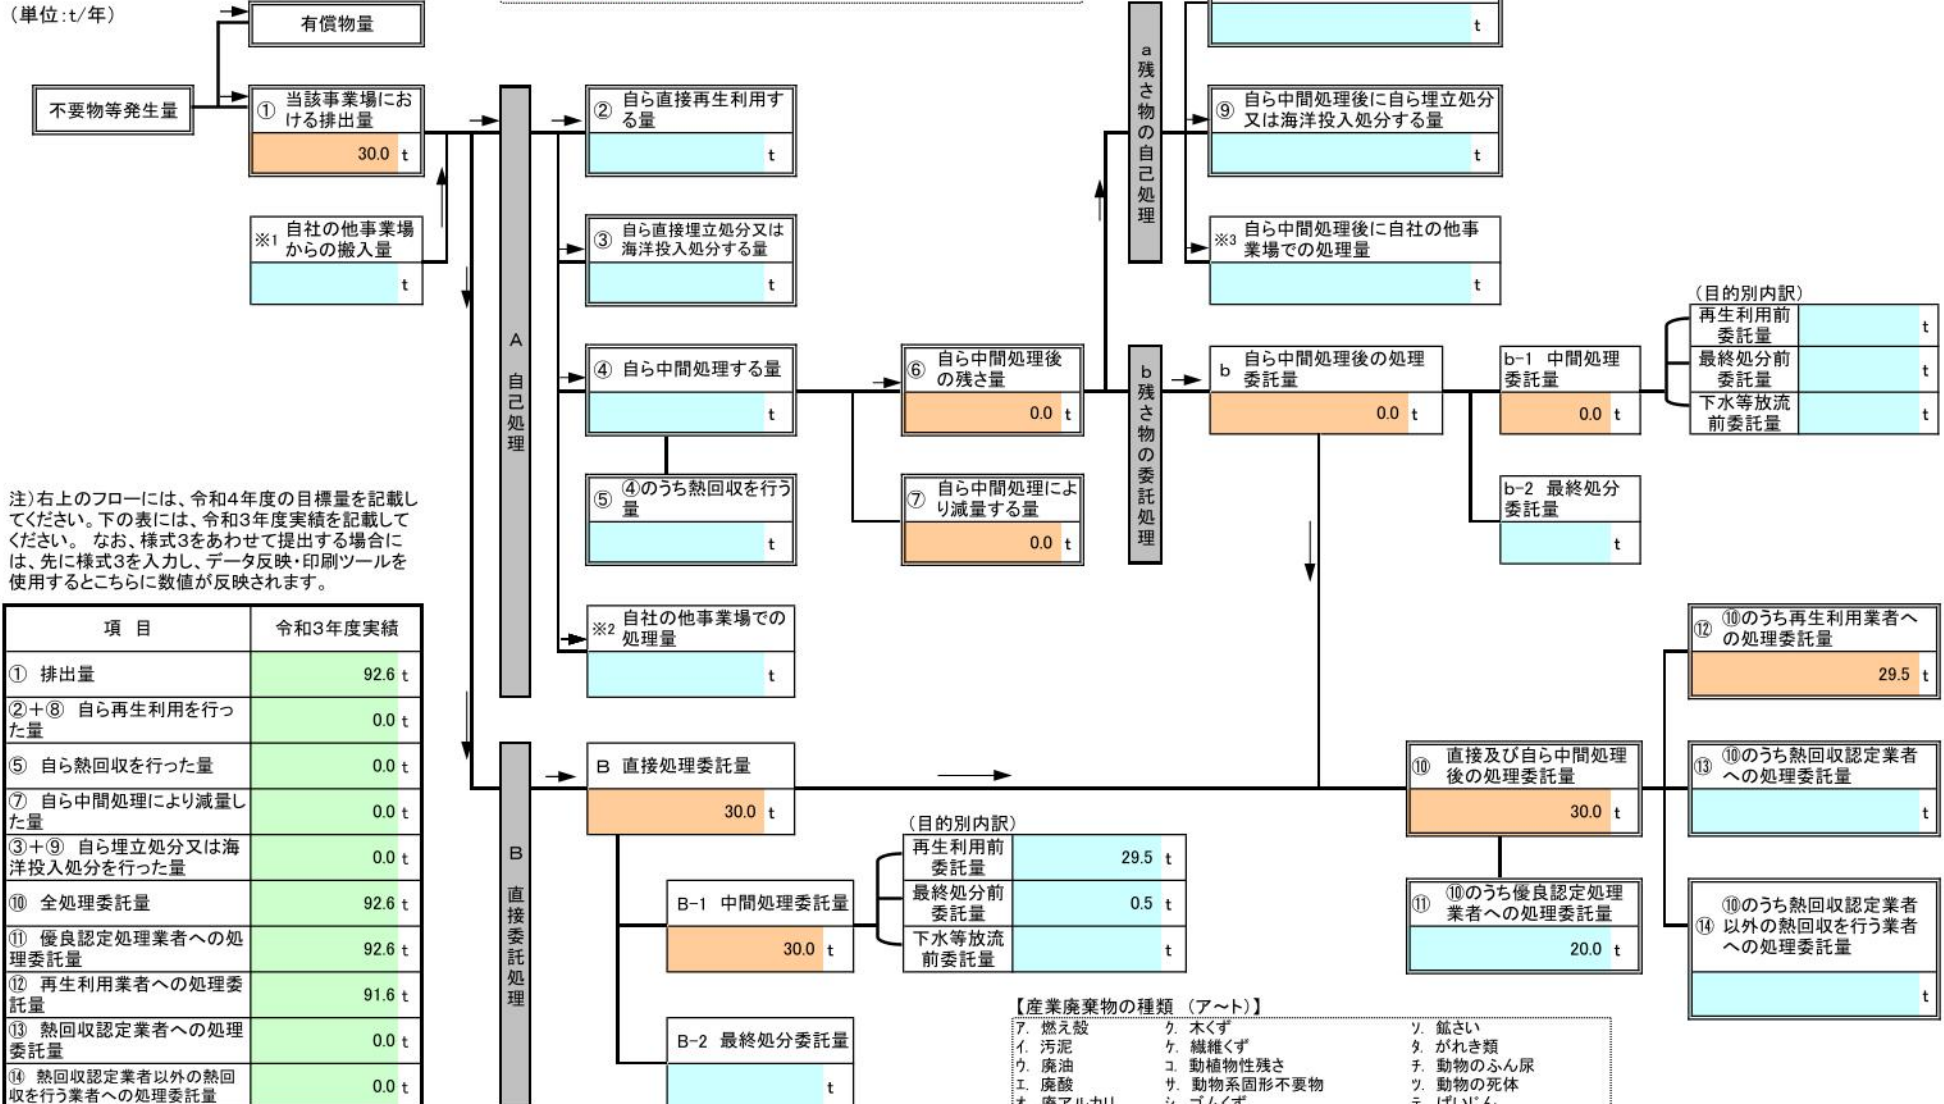 (単位:t/年)
有償物量
不要物等発生量
① 当該事業場にお
ける排出量
30.0 t
※1 自社の他事業場
からの搬入量
t
A 自己処理
② 自ら直接再生利用す
る量
t
③ 自ら直接埋立処分又は
海洋投入処分する量
t
④ 自ら中間処理する量
t
⑤ ④のうち熱回収を行う
量
t
※2 自社の他事業場での
処理量
t
⑥ 自ら中間処理後
の残さ量
0.0 t
⑦ 自ら中間処理によ
り減量する量
0.0 t
a 残さ物の自己処理
t
⑨ 自ら中間処理後に自ら埋立処分
又は海洋投入処分する量
t
※3 自ら中間処理後に自社の他事
業場での処理量
t
b 残さ物の委託処理
b 自ら中間処理後の処理
委託量
0.0 t
b-1 中間処理
委託量
0.0 t
(目的別内訳)
再生利用前
委託量
t
最終処分前
委託量
t
下水等放流
前委託量
t
b-2 最終処分
委託量
t
注)右上のフローには、令和4年度の目標量を記載し
てください。下の表には、令和3年度実績を記載して
ください。 なお、様式3をあわせて提出する場合に
は、先に様式3を入力し、データ反映・印刷ツールを
使用するとこちらに数値が反映されます。
項 目 令和3年度実績
① 排出量 92.6 t
②+⑧ 自ら再生利用を行っ
た量 0.0 t
⑤ 自ら熱回収を行った量 0.0 t
⑦ 自ら中間処理により減量し
た量 0.0 t
③+⑨ 自ら埋立処分又は海
洋投入処分を行った量 0.0 t
⑩ 全処理委託量 92.6 t
⑪ 優良認定処理業者への処
理委託量 92.6 t
⑫ 再生利用業者への処理委
託量 91.6 t
⑬ 熱回収認定業者への処理
委託量 0.0 t
⑭ 熱回収認定業者以外の熱回
収を行う業者への処理委託量 0.0 t
B 直接委託処理
B 直接処理委託量
30.0 t
B-1 中間処理委託量
30.0 t
(目的別内訳)
再生利用前
委託量
29.5 t
最終処分前
委託量
0.5 t
下水等放流
前委託量
t
B-2 最終処分委託量
t
⑩ 直接及び自ら中間処理
後の処理委託量
30.0 t
⑪ ⑩のうち優良認定処理
業者への処理委託量
20.0 t
⑫ ⑩のうち再生利用業者へ
の処理委託量
29.5 t
⑬ ⑩のうち熱回収認定業者
への処理委託量
t
⑭ ⑩のうち熱回収認定業者
以外の熱回収を行う業者
への処理委託量
t
【産業廃棄物の種類 (ア～ト)】
ア. 燃え殻 ク. 木くず ソ. 鉱さい
イ. 汚泥 ケ. 繊維くず タ. がれき類
ウ. 廃油 コ. 動植物性残さ チ. 動物のふん尿
エ. 廃酸 サ. 動物系固形不要物 ツ. 動物の死体
オ. 廃アルカリ シ. ゴムくず テ. ばいじん